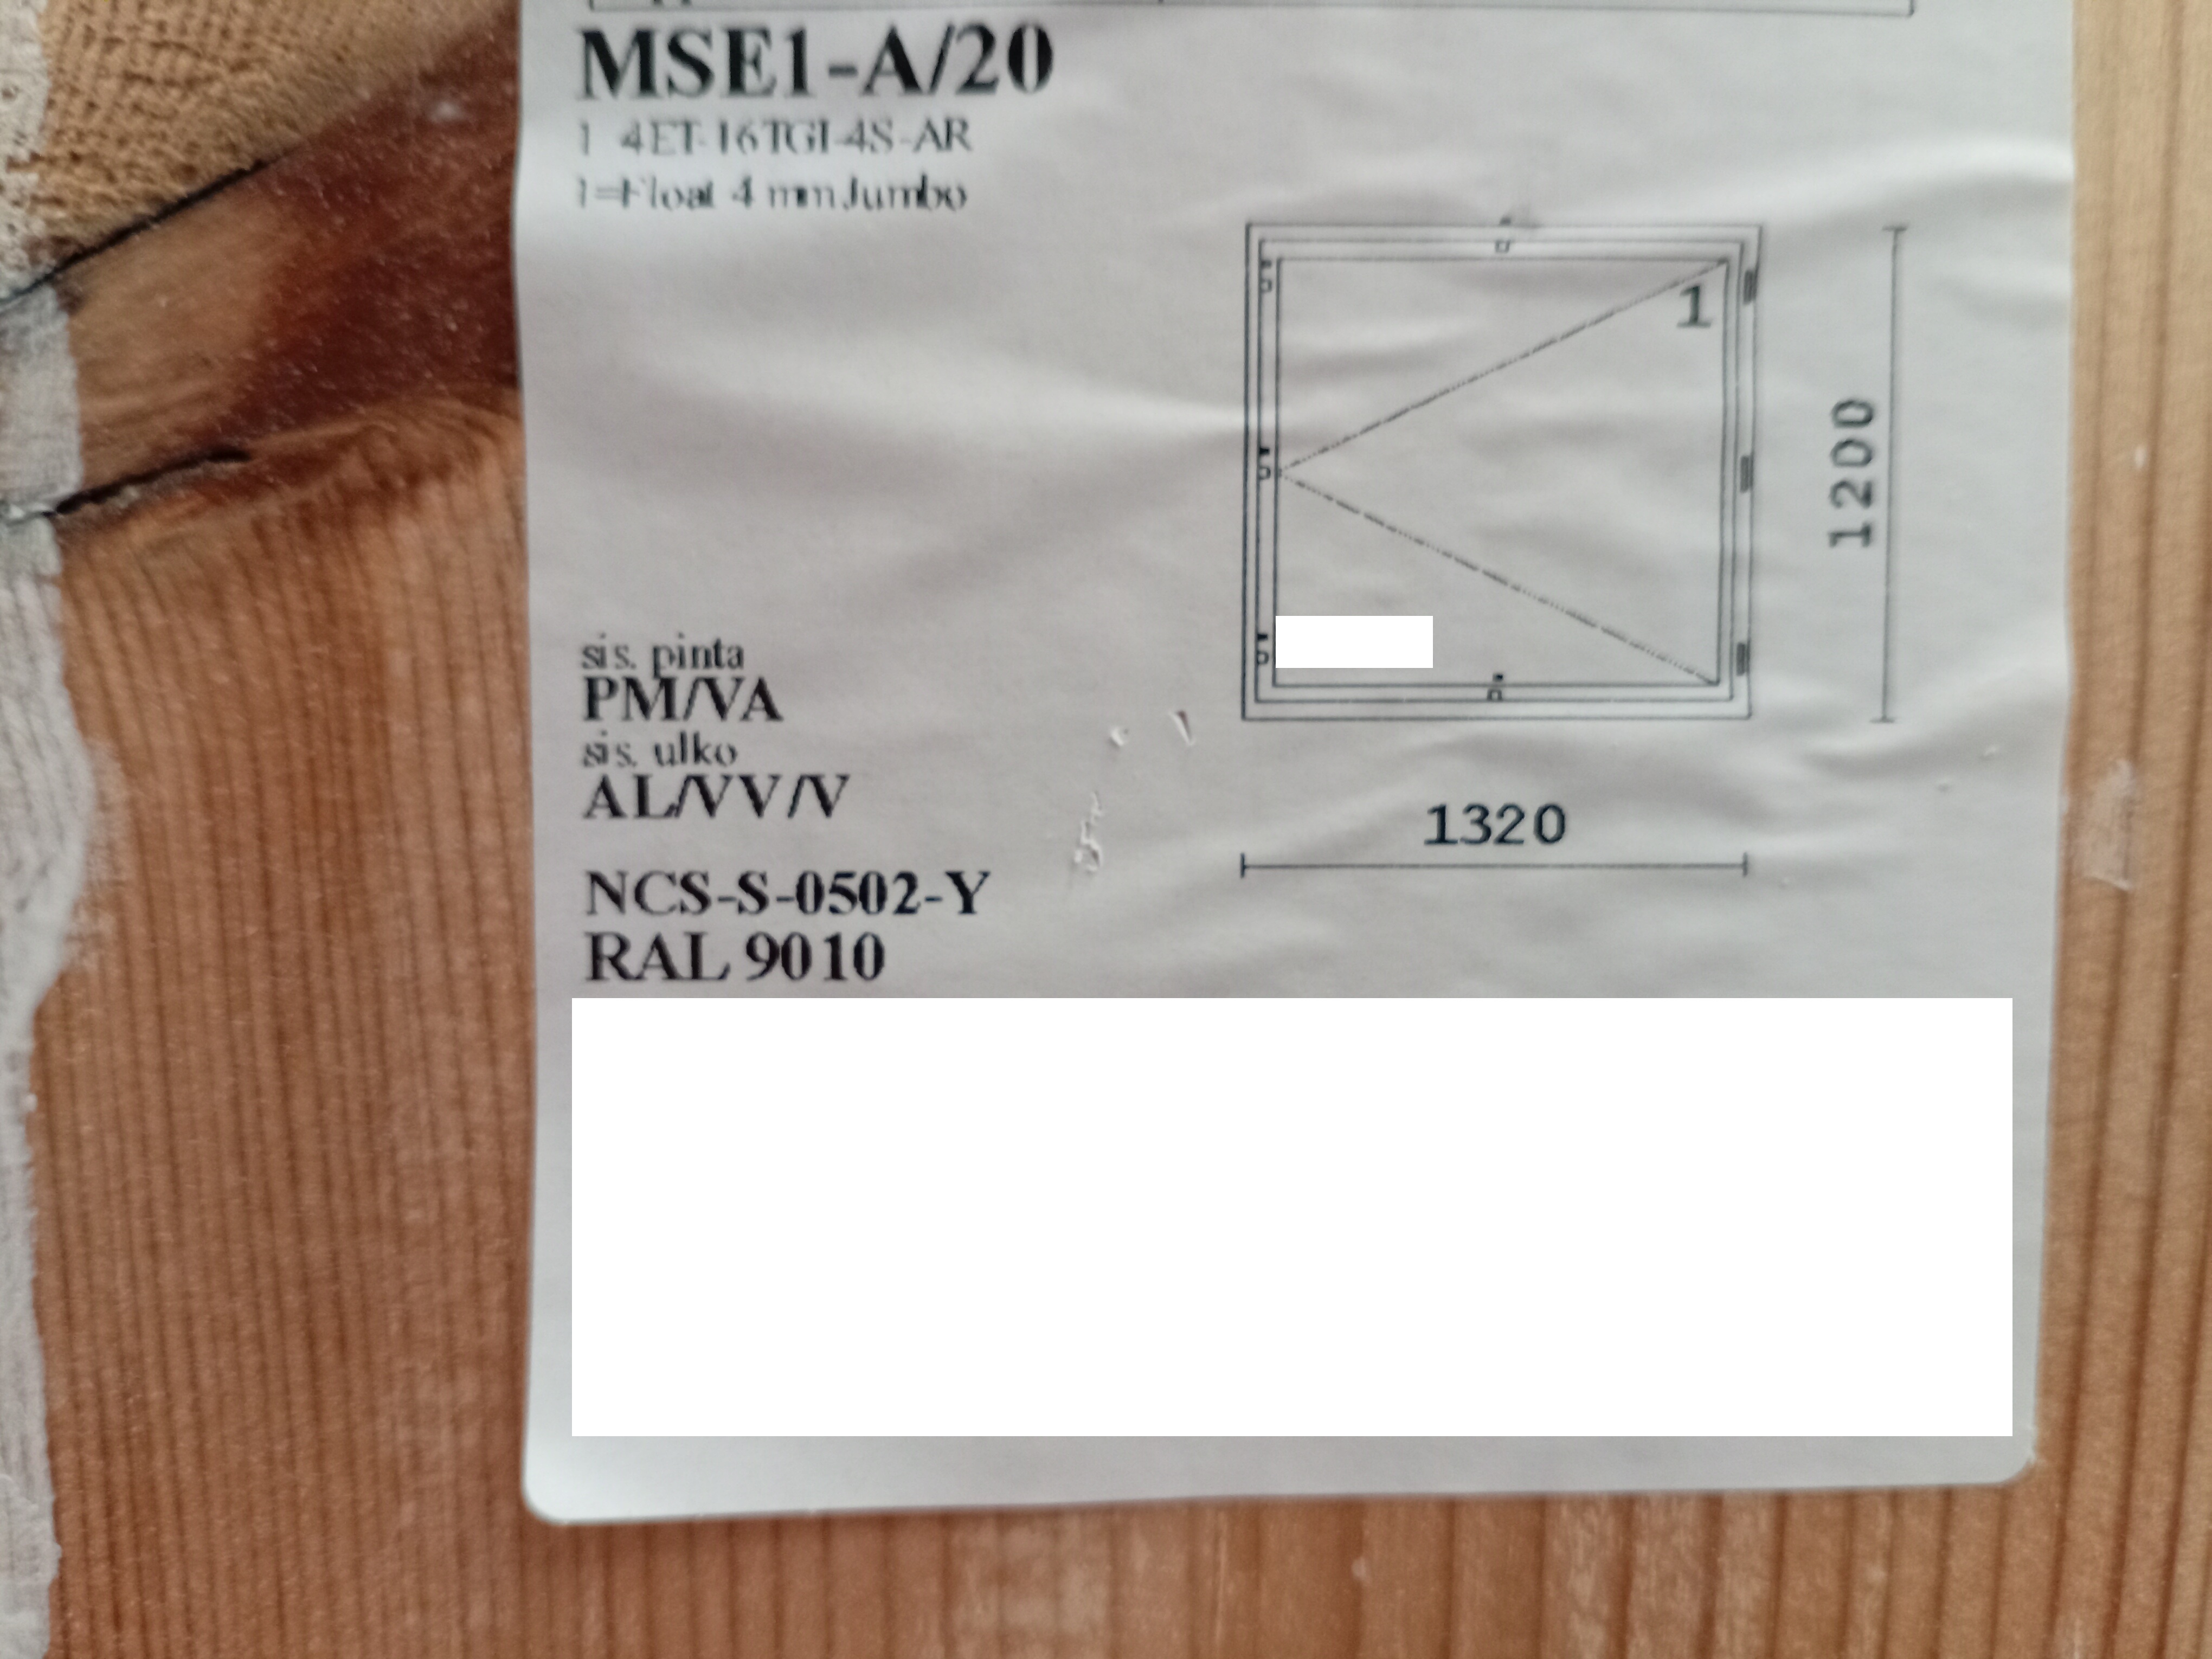 MSE1-A/20
1 4ET-16TGI-4S-AR
1=Float 4 mm Jumbo
1
1200
sis. pinta
PM/VA
sis. ulko
AL/VV/V
1320
NCS-S-0502-Y
RAL 9010